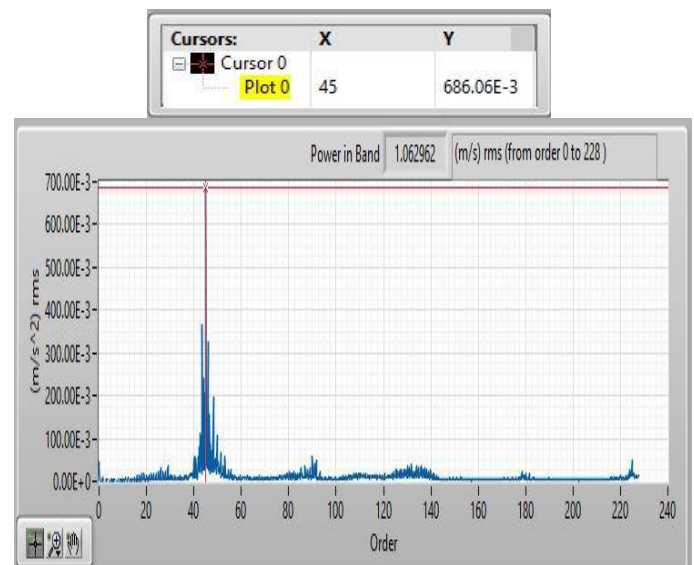 Cursors: X Y
Cursor 0
Plot 0 45 686.06E-3
Power in Band 1.062962 (m/s) rms (from order 0 to 228 )
700.00E-3
600.00E-3
500.00E-3
400.00E-3
300.00E-3
200.00E-3
100.00E-3
0.00E+0
(m/s^2) rms
0 20 40 60 80 100 120 140 160 180 200 220 240
Order